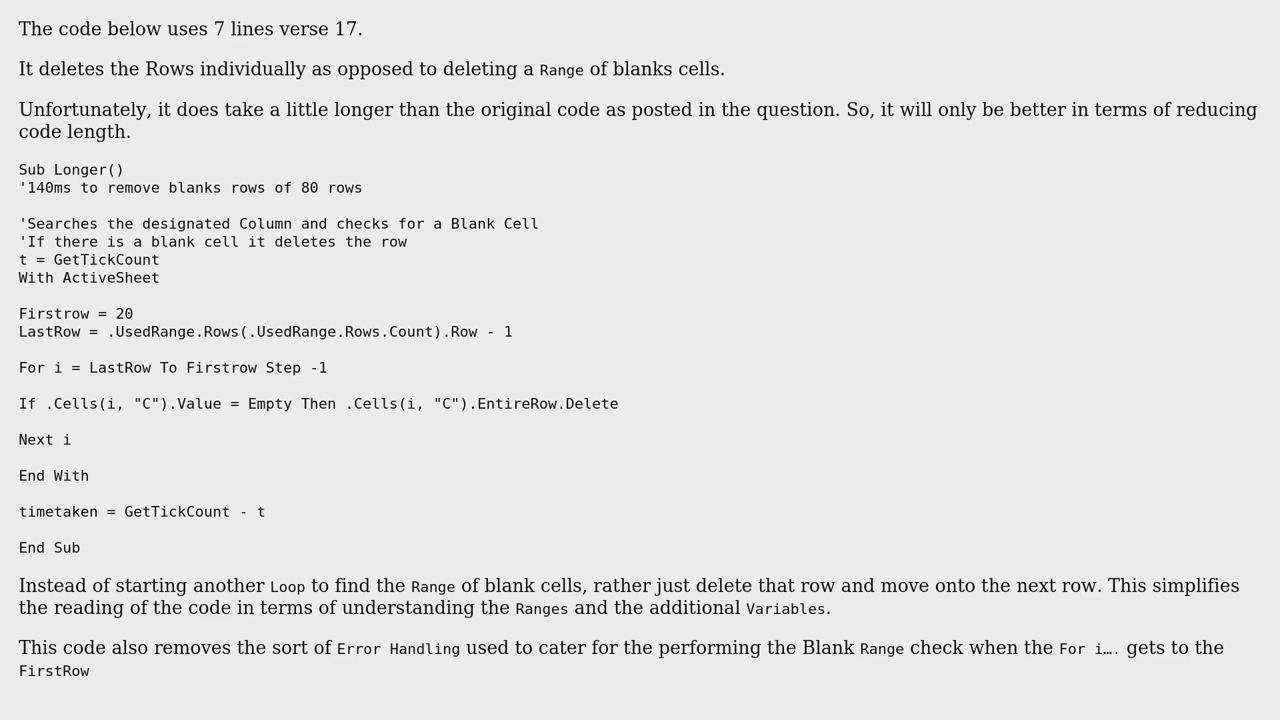 The code below uses 7 lines verse 17.
It deletes the Rows individually as opposed to deleting a Range of blanks cells.
Unfortunately, it does take a little longer than the original code as posted in the question. So, it will only be better in terms of reducing
code length.
Sub Longer()
'140ms to remove blanks rows of 80 rows
'Searches the designated Column and checks for a Blank Cell
'If there is a blank cell it deletes the row
t = GetTickCount
With ActiveSheet
Firstrow = 20
LastRow = .UsedRange.Rows(.UsedRange.Rows.Count).Row - 1
For i = LastRow To Firstrow Step -1
If .Cells(i, "C").Value = Empty Then .Cells(i, "C").EntireRow.Delete
Next i
End With
timetaken = GetTickCount - t
End Sub
Instead of starting another Loop to find the Range of blank cells, rather just delete that row and move onto the next row. This simplifies
the reading of the code in terms of understanding the Ranges and the additional Variables.
This code also removes the sort of Error Handling used to cater for the performing the Blank Range check when the For i…. gets to the
FirstRow